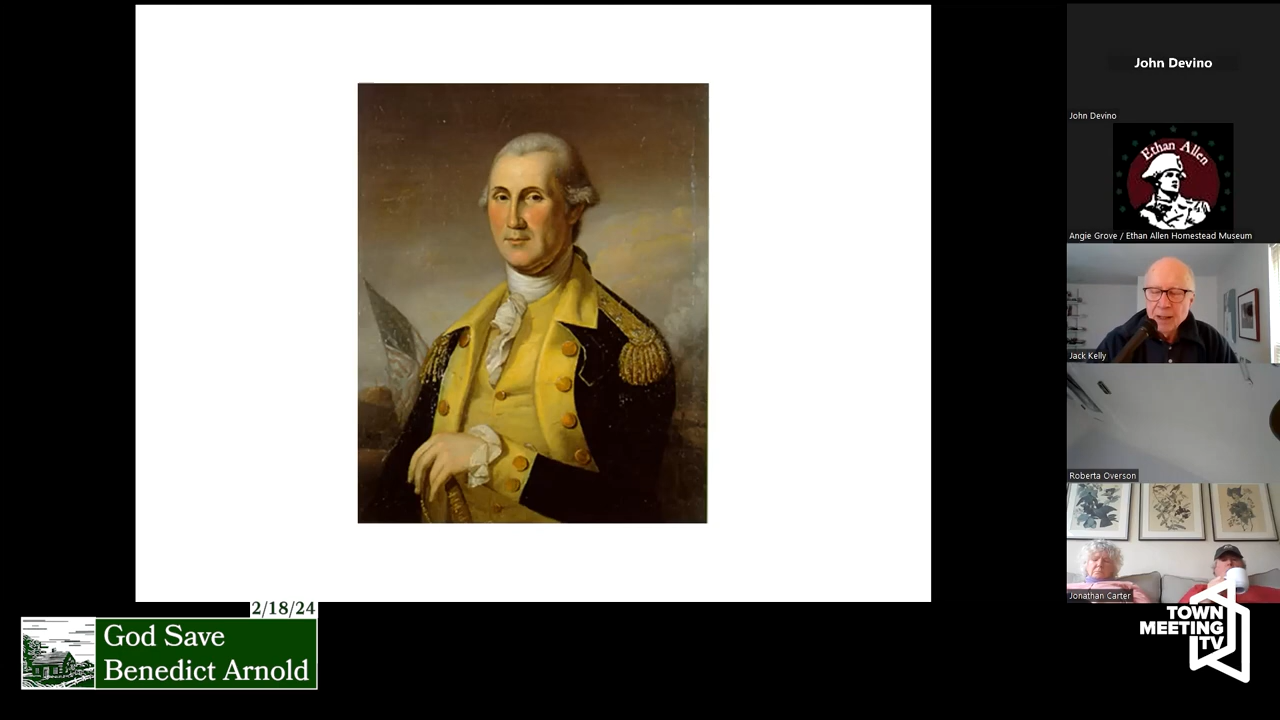 John Devino
John Devino
Ethan Allen
Angie Grove / Ethan Allen Homestead Museum
Jack Kelly
Roberta Overson
Jonathan Carter
2/18/24
God Save
Benedict Arnold
TOWN
MEETING
TV